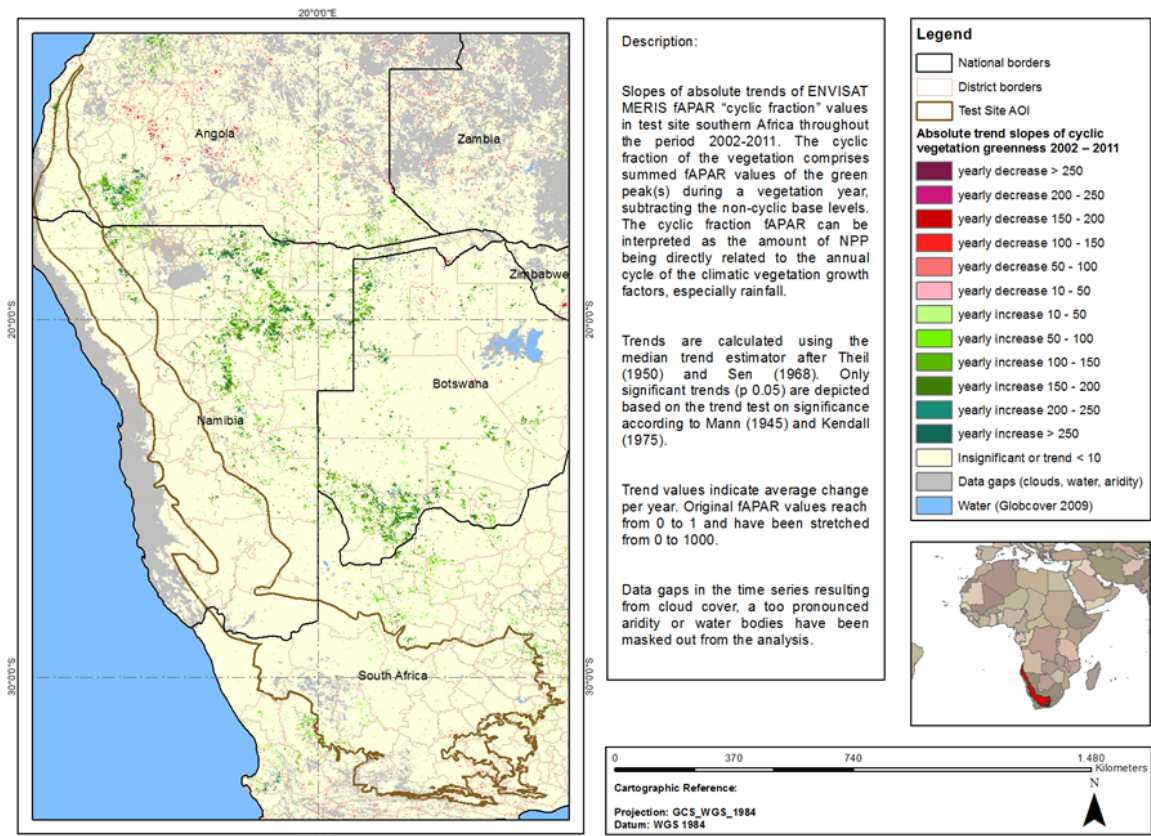 20°0'0"E
Angola
Zambia
Zimbabwe
20°0'0"S
20°0'0"S
Botswaha
Namibia
30°0'0"S
30°0'0"S
South Africa
Description:
Slopes of absolute trends of ENVISAT
MERIS fAPAR “cyclic fraction” values
in test site southern Africa throughout
the period 2002-2011. The cyclic
fraction of the vegetation comprises
summed fAPAR values of the green
peak(s) during a vegetation year,
subtracting the non-cyclic base levels.
The cyclic fraction fAPAR can be
interpreted as the amount of NPP
being directly related to the annual
cycle of the climatic vegetation growth
factors, especially rainfall.
Trends are calculated using the
median trend estimator after Theil
(1950) and Sen (1968). Only
significant trends (p 0.05) are depicted
based on the trend test on significance
according to Mann (1945) and Kendall
(1975).
Trend values indicate average change
per year. Original fAPAR values reach
from 0 to 1 and have been stretched
from 0 to 1000.
Data gaps in the time series resulting
from cloud cover, a too pronounced
aridity or water bodies have been
masked out from the analysis.
Legend
National borders
District borders
Test Site AOI
Absolute trend slopes of cyclic
vegetation greenness 2002 – 2011
yearly decrease > 250
yearly decrease 200 - 250
yearly decrease 150 - 200
yearly decrease 100 - 150
yearly decrease 50 - 100
yearly decrease 10 - 50
yearly increase 10 - 50
yearly increase 50 - 100
yearly increase 100 - 150
yearly increase 150 - 200
yearly increase 200 - 250
yearly increase > 250
Insignificant or trend < 10
Data gaps (clouds, water, aridity)
Water (Globcover 2009)
0 370 740 1.480
Kilometers
Cartographic Reference:
N
Projection: GCS_WGS_1984
Datum: WGS 1984